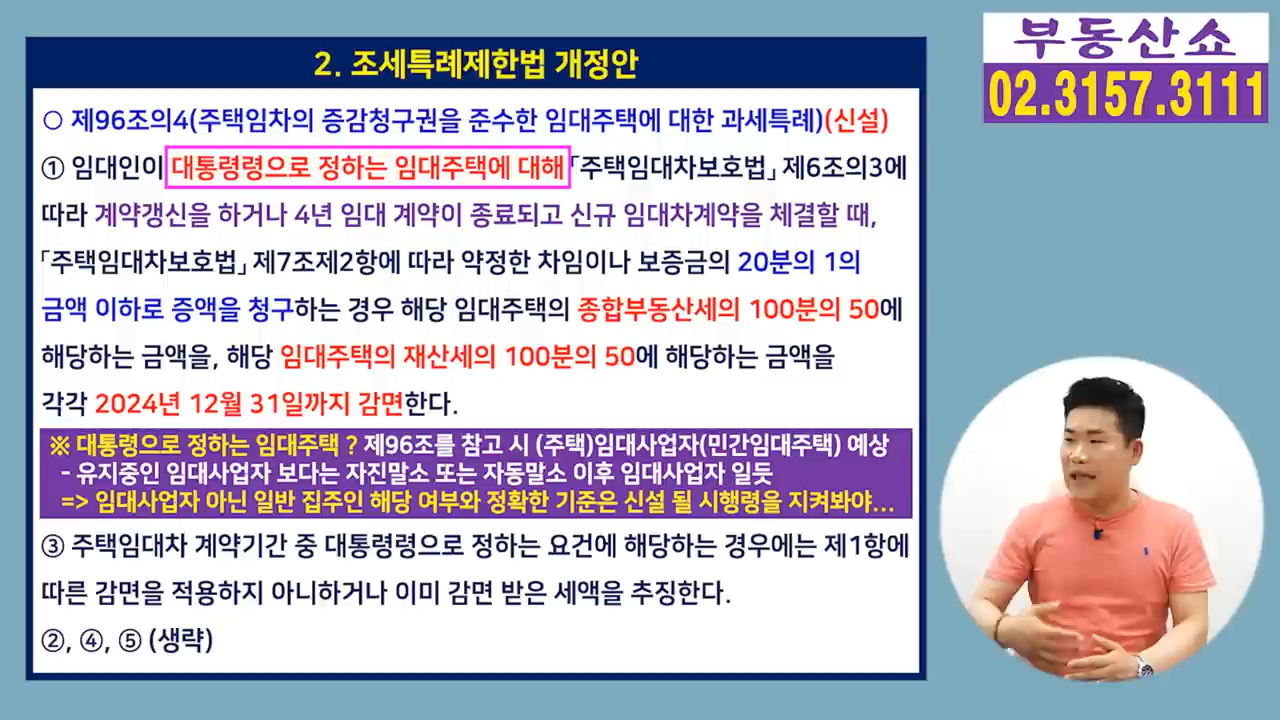 2. 조세특례제한법 개정안
부동산쇼
02.3157.3111
○ 제96조의4(주택임차의 증감청구권을 준수한 임대주택에 대한 과세특례)(신설)
① 임대인이 대통령령으로 정하는 임대주택에 대해 ｢주택임대차보호법｣ 제6조의3에
따라 계약갱신을 하거나 4년 임대 계약이 종료되고 신규 임대차계약을 체결할 때,
｢주택임대차보호법｣ 제7조제2항에 따라 약정한 차임이나 보증금의 20분의 1의
금액 이하로 증액을 청구하는 경우 해당 임대주택의 종합부동산세의 100분의 50에
해당하는 금액을, 해당 임대주택의 재산세의 100분의 50에 해당하는 금액을
각각 2024년 12월 31일까지 감면한다.
※ 대통령으로 정하는 임대주택 ? 제96조를 참고 시 (주택)임대사업자(민간임대주택) 예상
- 유지중인 임대사업자 보다는 자진말소 또는 자동말소 이후 임대사업자 일듯
=> 임대사업자 아닌 일반 집주인 해당 여부와 정확한 기준은 신설 될 시행령을 지켜봐야...
③ 주택임대차 계약기간 중 대통령령으로 정하는 요건에 해당하는 경우에는 제1항에
따른 감면을 적용하지 아니하거나 이미 감면 받은 세액을 추징한다.
②, ④, ⑤ (생략)